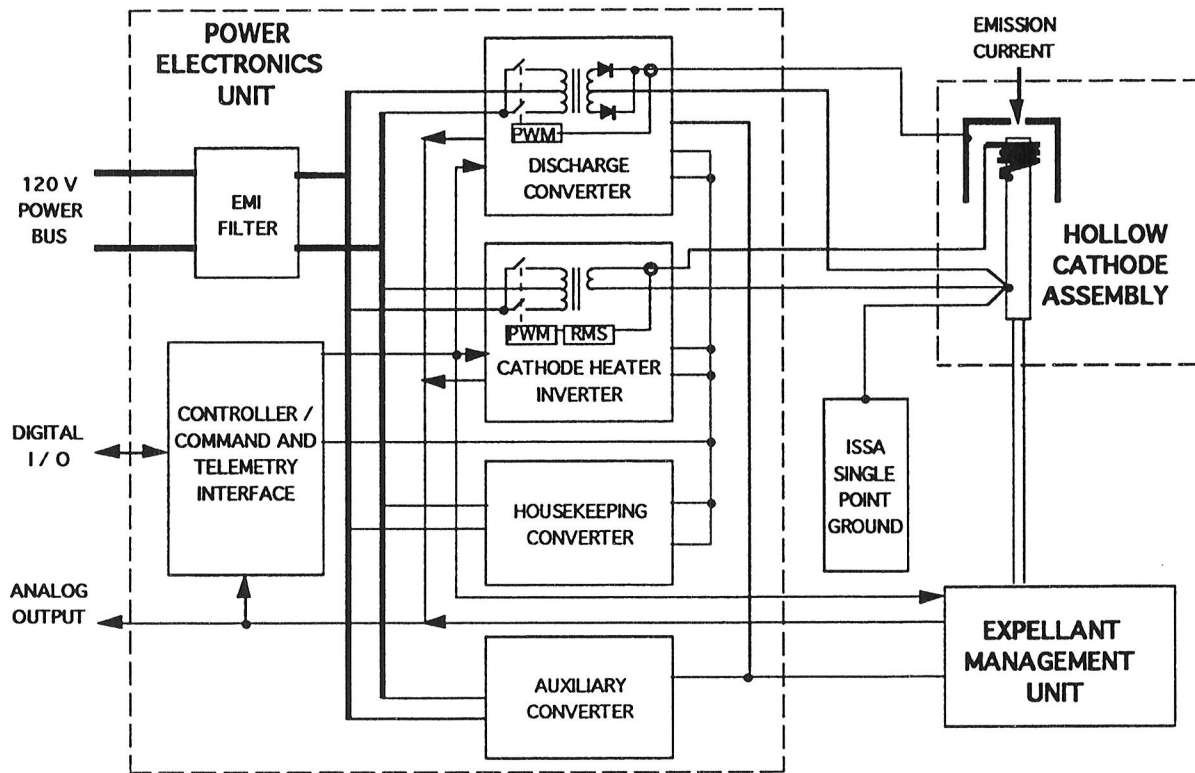 POWER
ELECTRONICS
UNIT
EMISSION
CURRENT
PWM
DISCHARGE
CONVERTER
120 V
POWER
BUS
EMI
FILTER
HOLLOW
CATHODE
ASSEMBLY
PWM
RMS
CATHODE HEATER
INVERTER
CONTROLLER /
COMMAND AND
TELEMETRY
INTERFACE
DIGITAL
I / O
ISSA
SINGLE
POINT
GROUND
HOUSEKEEPING
CONVERTER
ANALOG
OUTPUT
EXPELLANT
MANAGEMENT
UNIT
AUXILIARY
CONVERTER